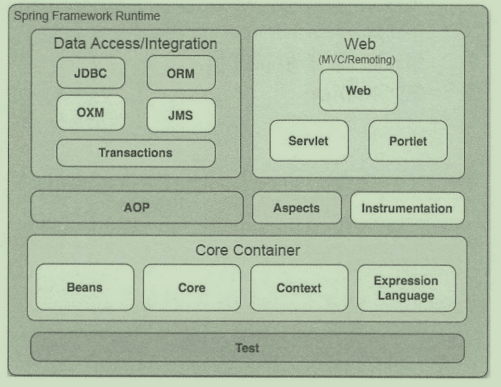 Spring Framework Runtime
Data Access/Integration
JDBC
ORM
OXM
JMS
Transactions
Web
(MVC/Remoting)
Web
Servlet
Portlet
AOP
Aspects
Instrumentation
Core Container
Beans
Core
Context
Expression
Language
Test